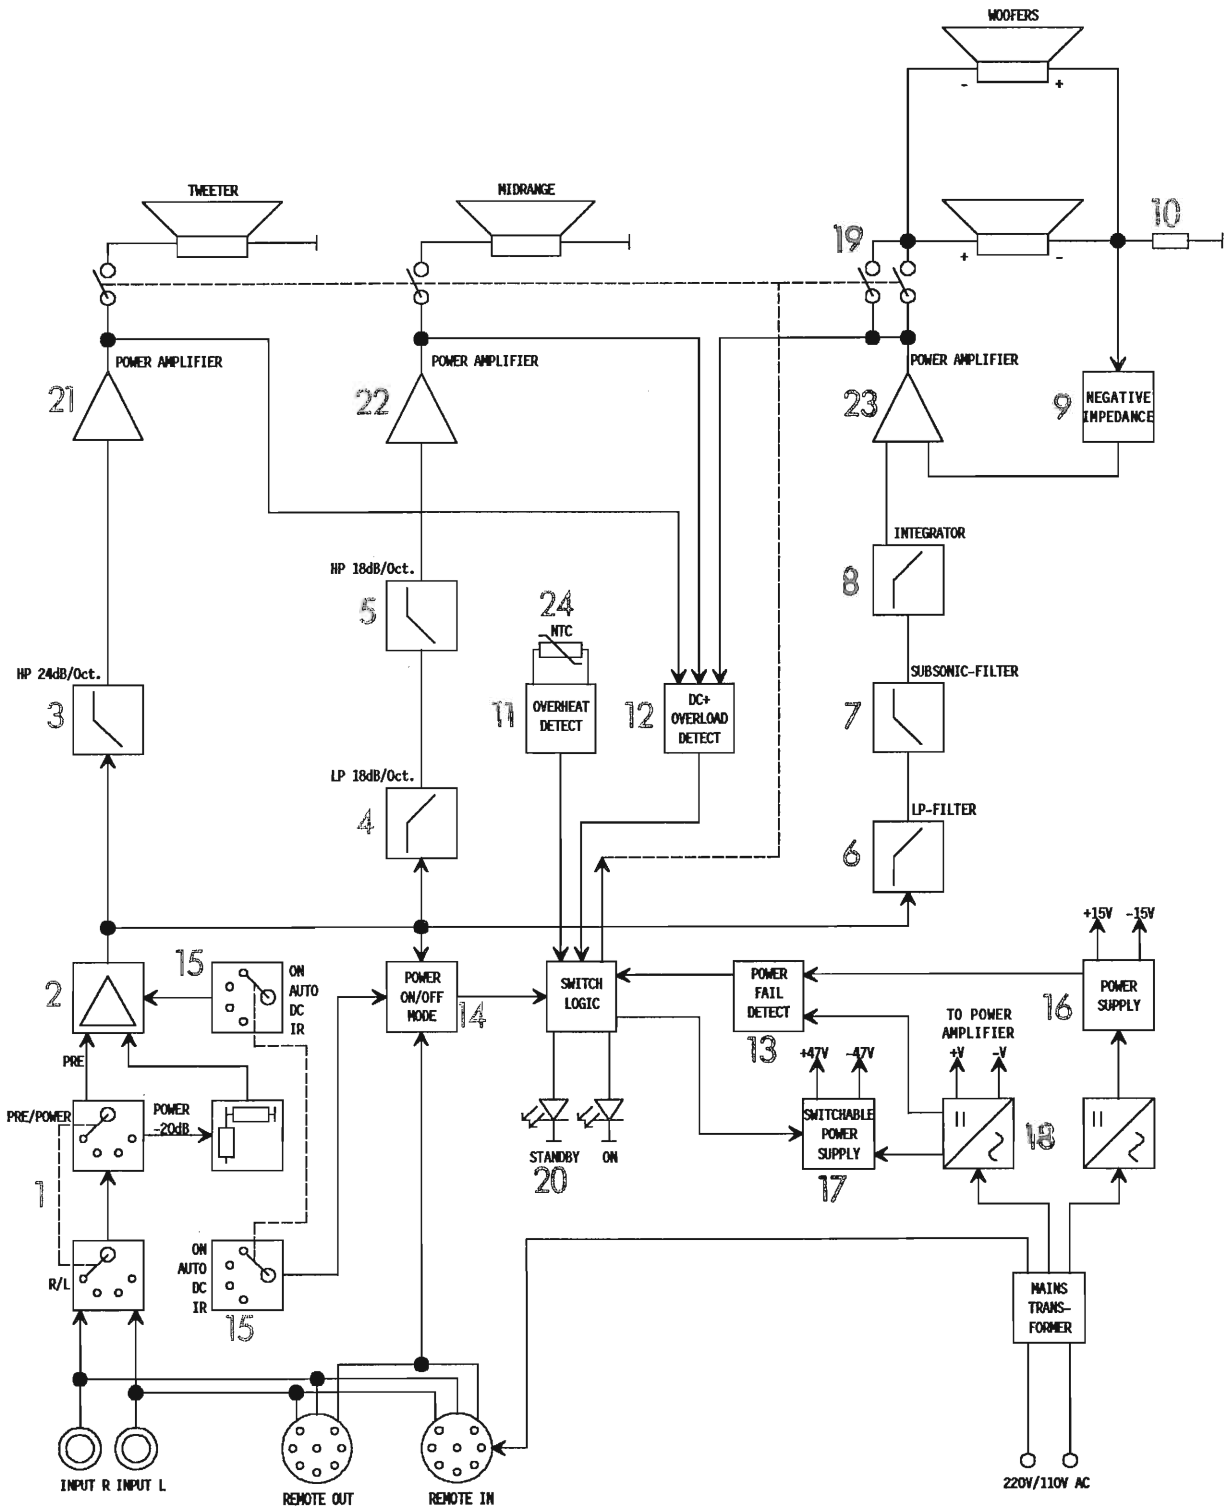 WOOFERS
- +
TWEETER
MIDRANGE
10
19
+ -
POWER AMPLIFIER
POWER AMPLIFIER
POWER AMPLIFIER
21
22
23
9
NEGATIVE
IMPEDANCE
INTEGRATOR
8
HP 18dB/Oct.
5
24
NTC
HP 24dB/Oct.
3
11
OVERHEAT
DETECT
12
DC+
OVERLOAD
DETECT
SUBSONIC-FILTER
7
LP 18dB/Oct.
4
LP-FILTER
6
+15V -15V
2
15
ON
AUTO
DC
IR
POWER
ON/OFF
MODE
14
SWITCH
LOGIC
POWER
FAIL
DETECT
13
16
POWER
SUPPLY
TO POWER
AMPLIFIER
+V -V
+47V -47V
PRE
PRE/POWER
POWER
-20dB
STANDBY ON
20
SWITCHABLE
POWER
SUPPLY
17
18
1
R/L
ON
AUTO
DC
IR
15
MAINS
TRANS-
FORMER
INPUT R INPUT L
REMOTE OUT
REMOTE IN
220V/110V AC